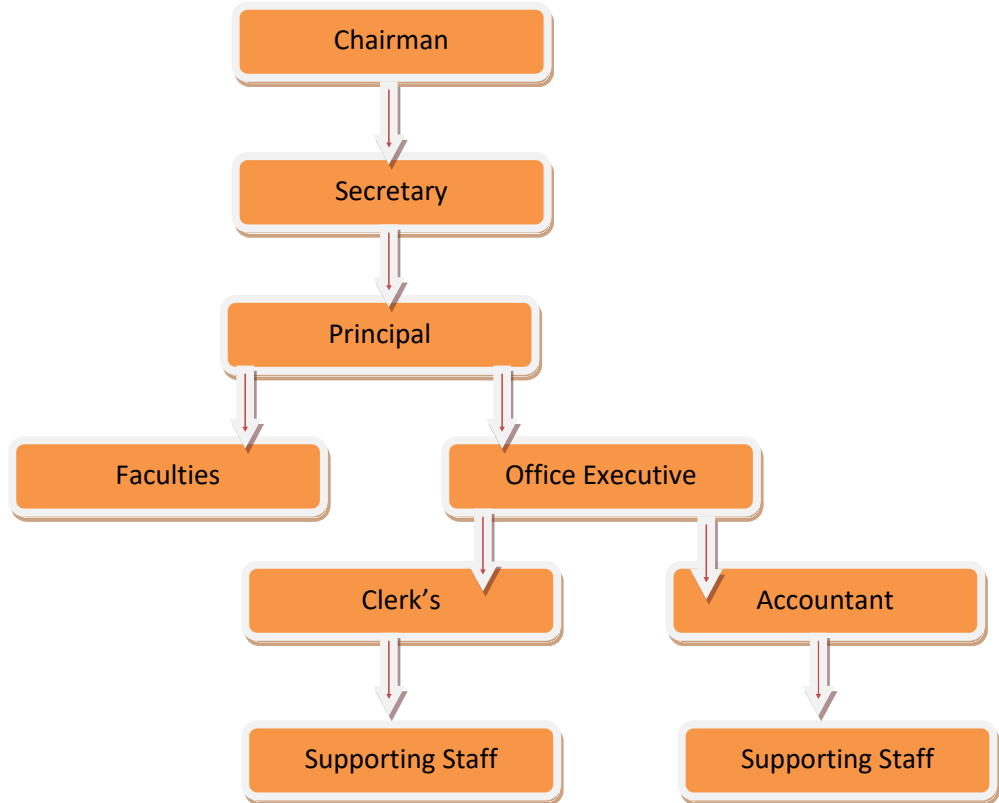 Chairman
Secretary
Principal
Faculties
Office Executive
Clerk’s
Accountant
Supporting Staff
Supporting Staff